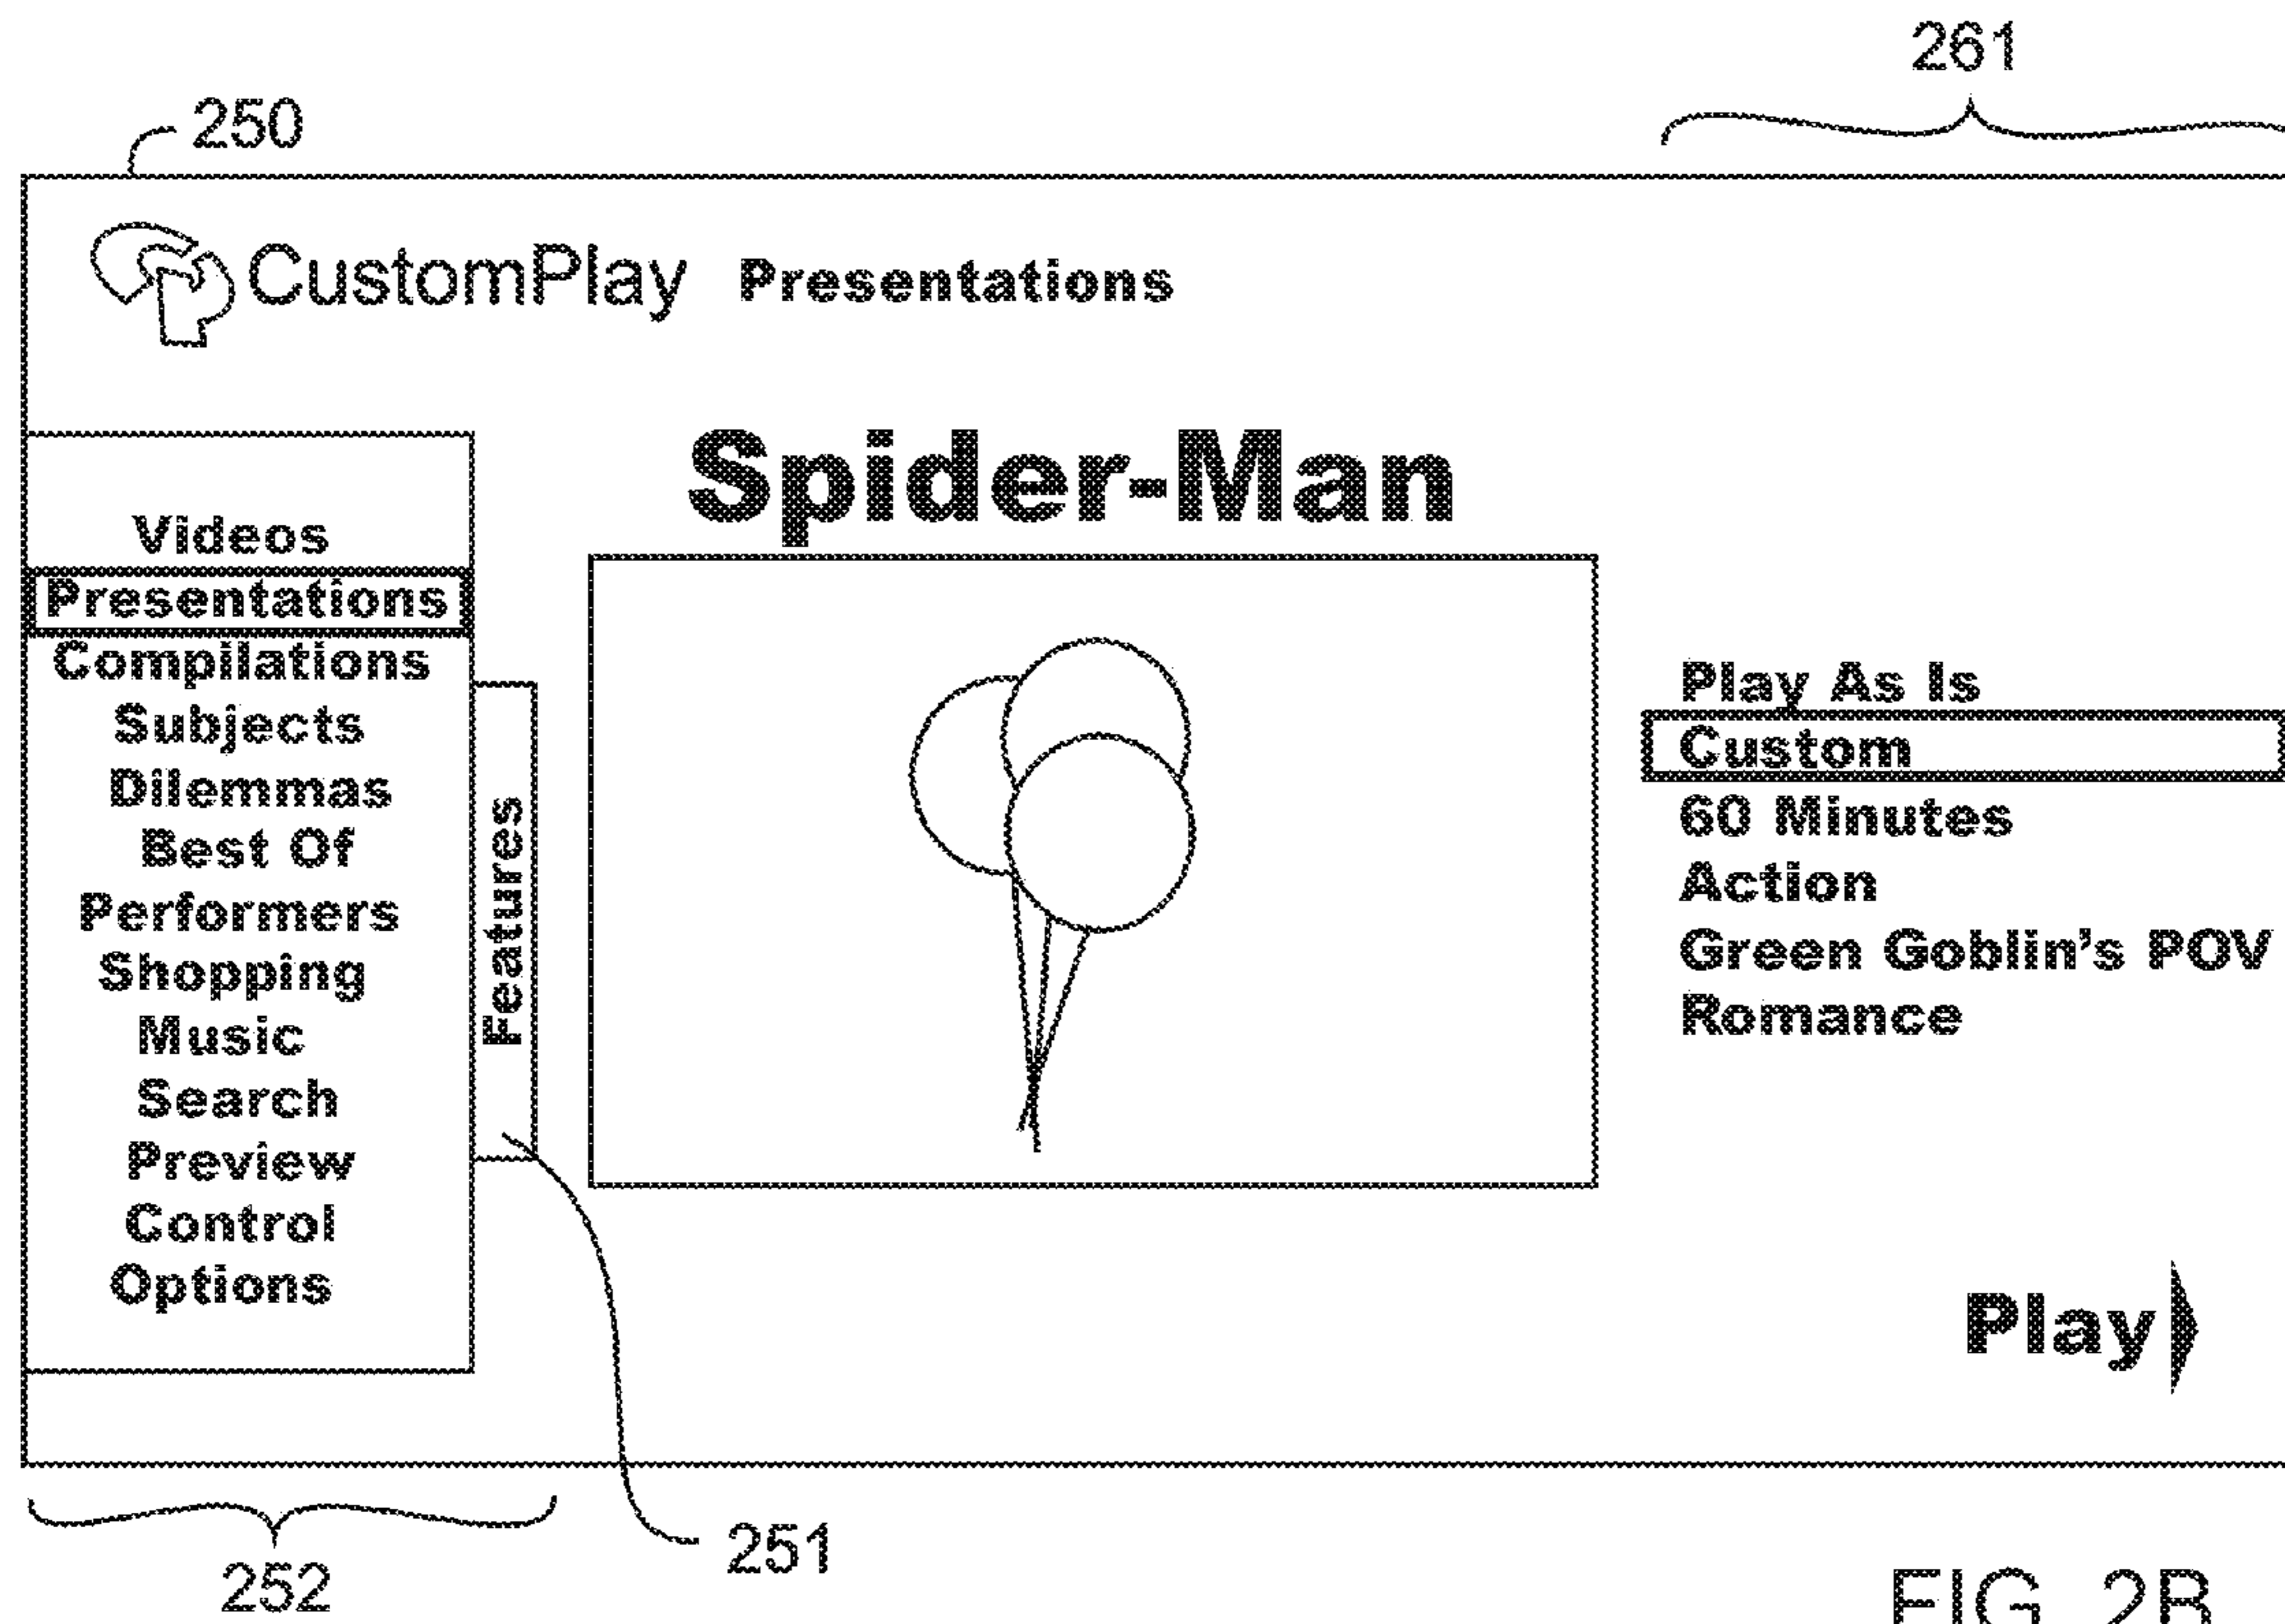 261
250
CustomPlay Presentations
Spider-Man
Videos
Presentations
Compilations
Subjects
Dilemmas
Best Of
Performers
Shopping
Music
Search
Preview
Control
Options
Features
Play As Is
Custom
60 Minutes
Action
Green Goblin's POV
Romance
Play
252
251
FIG. 2B